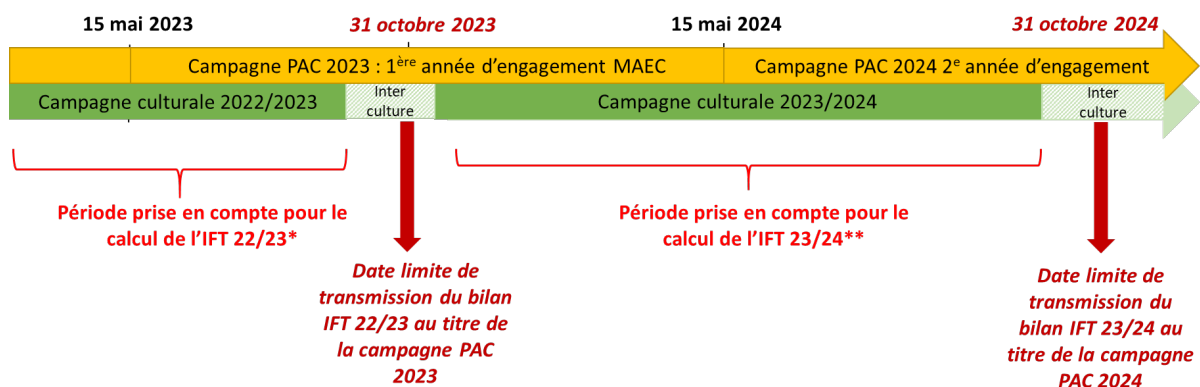 15 mai 2023
31 octobre 2023
15 mai 2024
31 octobre 2024
Campagne PAC 2023 : 1ère année d’engagement MAEC
Campagne PAC 2024 2e année d’engagement
Campagne culturale 2022/2023
Inter
culture
Campagne culturale 2023/2024
Inter
culture
Période prise en compte pour le
calcul de l’IFT 22/23*
Période prise en compte pour le
calcul de l’IFT 23/24**
Date limite de
transmission du bilan
IFT 22/23 au titre de
la campagne PAC
2023
Date limite de
transmission du
bilan IFT 23/24 au
titre de la campagne
PAC 2024